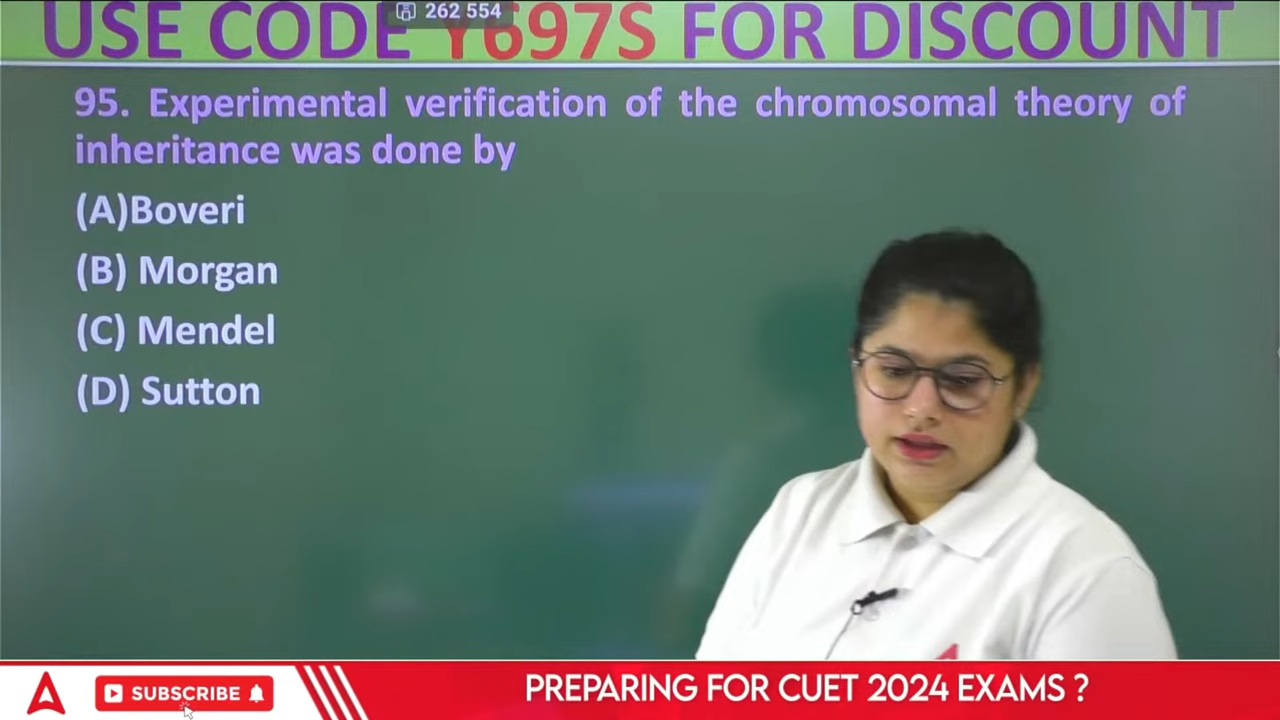 USE CODE Y697S FOR DISCOUNT
262 554
95. Experimental verification of the chromosomal theory of
inheritance was done by
(A)Boveri
(B) Morgan
(C) Mendel
(D) Sutton
SUBSCRIBE
PREPARING FOR CUET 2024 EXAMS ?